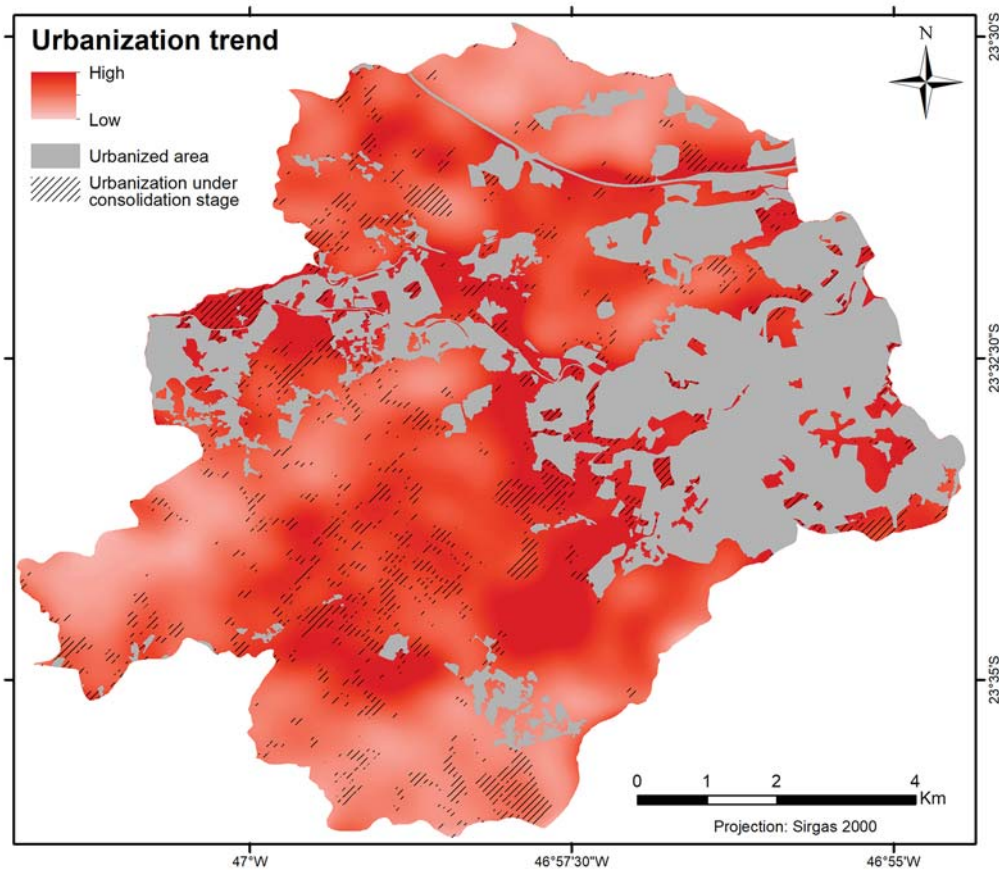 Urbanization trend
High
Low
Urbanized area
Urbanization under
consolidation stage
N
23°30'S
23°32'30"S
23°35'S
0 1 2 4
Km
Projection: Sirgas 2000
47°W 46°57'30"W 46°55'W